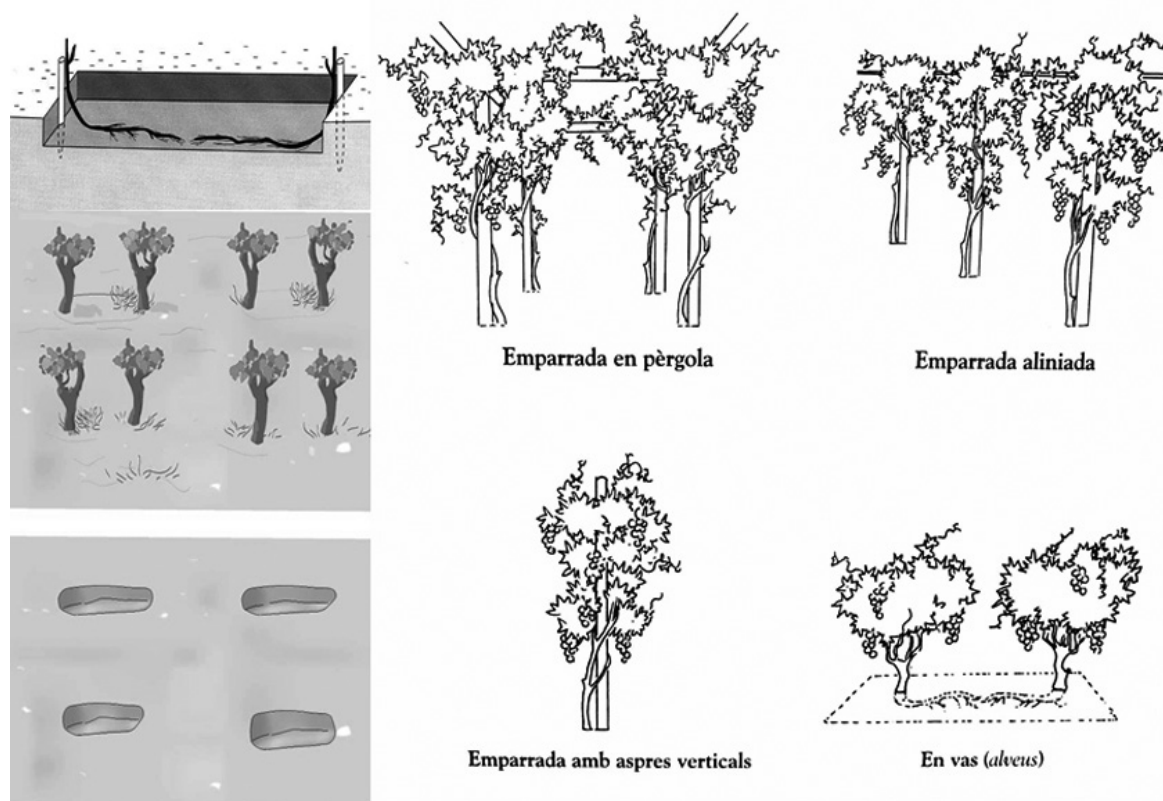 Emparrada en pèrgola
Emparrada aliniada
Emparrada amb aspres verticals
En vas (alveus)